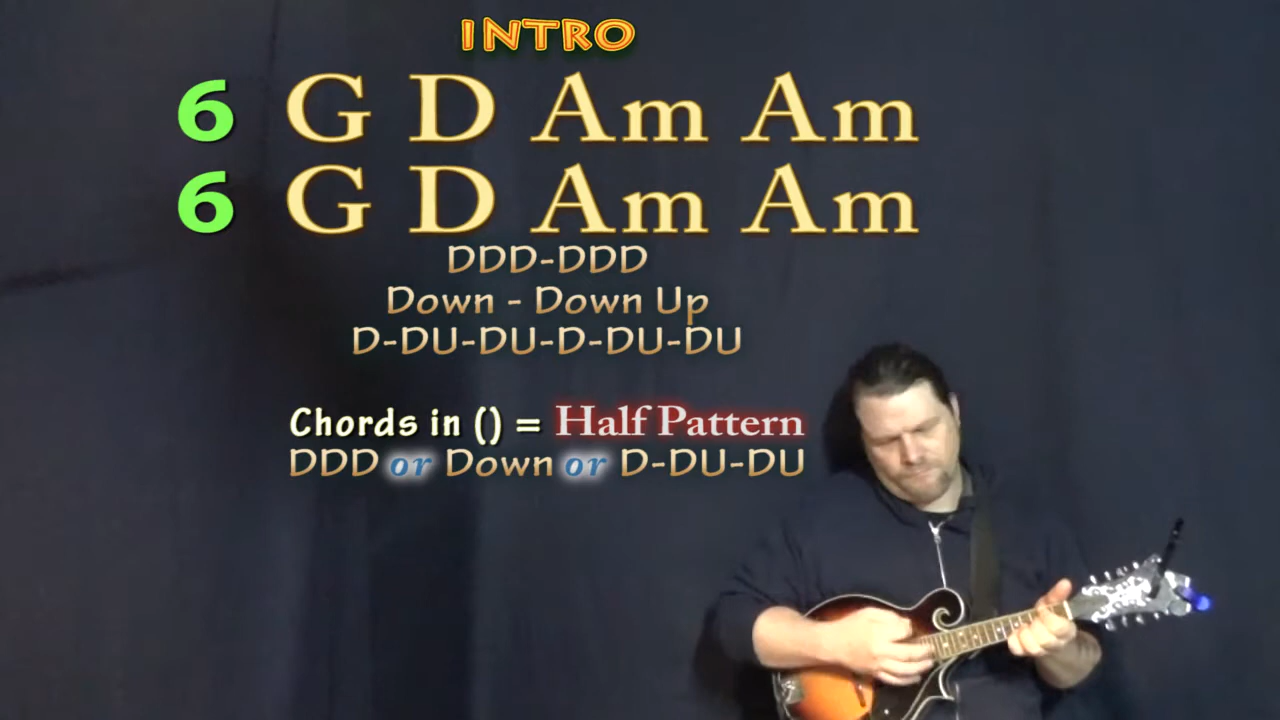 INTRO
6 G D Am Am
6 G D Am Am
DDD-DDD
Down - Down Up
D-DU-DU-D-DU-DU
Chords in () = Half Pattern
DDD or Down or D-DU-DU